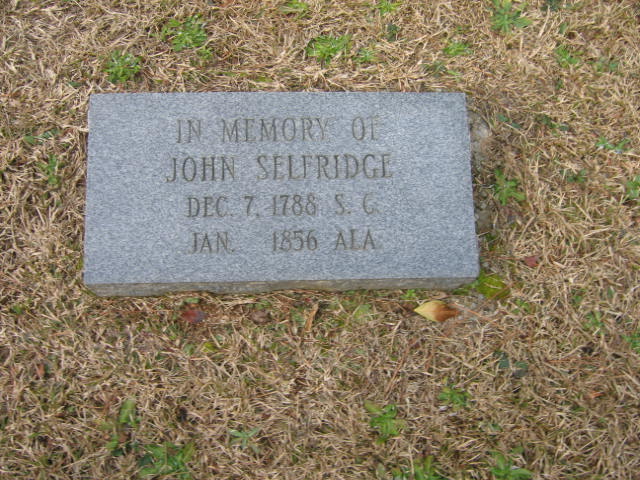 IN MEMORY OF
JOHN SELFRIDGE
DEC. 7, 1788 S. C.
JAN. 1856 ALA.